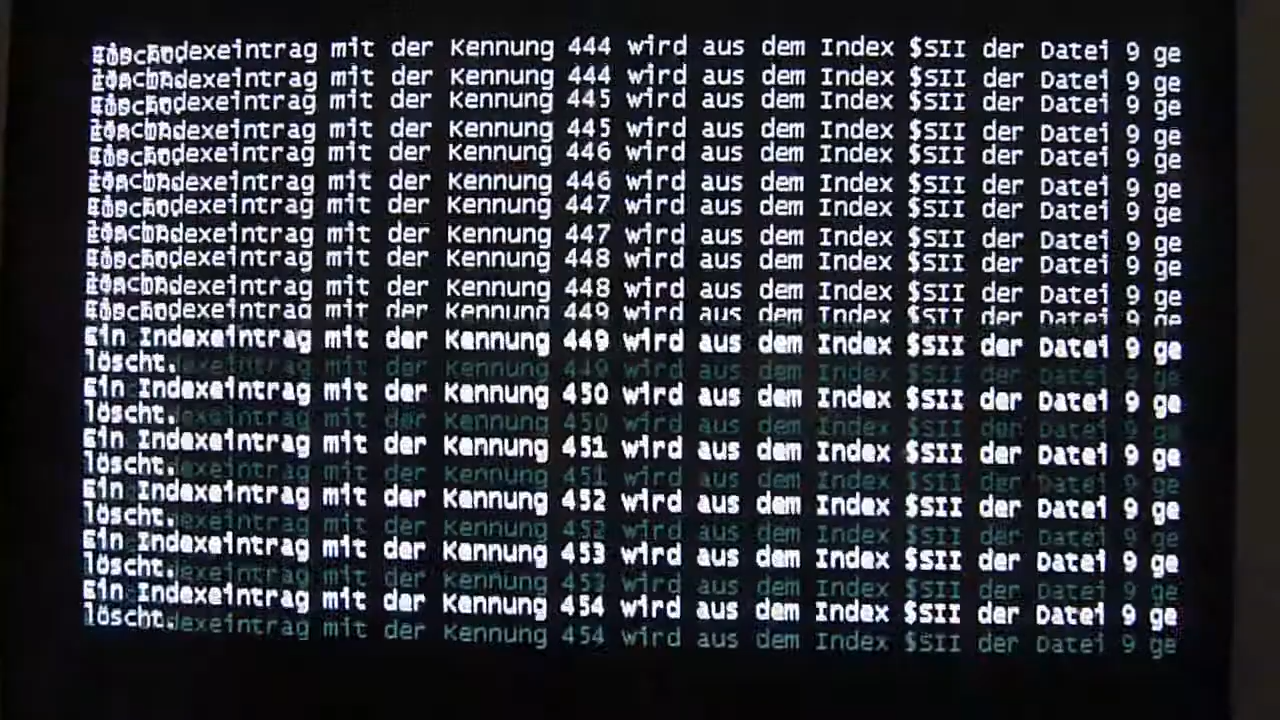 Ein Indexeintrag mit der Kennung 444 wird aus dem Index $SII der Datei 9 ge
Ein Indexeintrag mit der Kennung 444 wird aus dem Index $SII der Datei 9 ge
Ein Indexeintrag mit der Kennung 445 wird aus dem Index $SII der Datei 9 ge
Ein Indexeintrag mit der Kennung 445 wird aus dem Index $SII der Datei 9 ge
Ein Indexeintrag mit der Kennung 446 wird aus dem Index $SII der Datei 9 ge
Ein Indexeintrag mit der Kennung 446 wird aus dem Index $SII der Datei 9 ge
Ein Indexeintrag mit der Kennung 447 wird aus dem Index $SII der Datei 9 ge
Ein Indexeintrag mit der Kennung 447 wird aus dem Index $SII der Datei 9 ge
Ein Indexeintrag mit der Kennung 448 wird aus dem Index $SII der Datei 9 ge
Ein Indexeintrag mit der Kennung 448 wird aus dem Index $SII der Datei 9 ge
Ein Indexeintrag mit der Kennung 449 wird aus dem Index $SII der Datei 9 ge
Ein Indexeintrag mit der Kennung 449 wird aus dem Index $SII der Datei 9 ge
löscht.
Ein Indexeintrag mit der Kennung 450 wird aus dem Index $SII der Datei 9 ge
löscht.
Ein Indexeintrag mit der Kennung 451 wird aus dem Index $SII der Datei 9 ge
löscht.
Ein Indexeintrag mit der Kennung 452 wird aus dem Index $SII der Datei 9 ge
löscht.
Ein Indexeintrag mit der Kennung 453 wird aus dem Index $SII der Datei 9 ge
löscht.
Ein Indexeintrag mit der Kennung 454 wird aus dem Index $SII der Datei 9 ge
löscht.